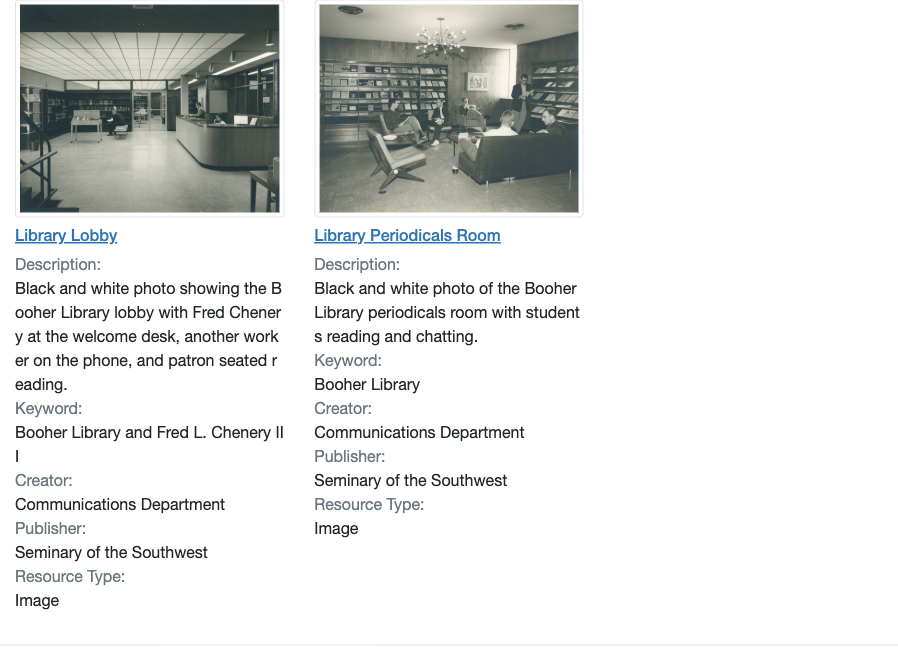 Library Lobby
Description:
Black and white photo showing the B
ooher Library lobby with Fred Chener
y at the welcome desk, another work
er on the phone, and patron seated r
eading.
Keyword:
Booher Library and Fred L. Chenery II
I
Creator:
Communications Department
Publisher:
Seminary of the Southwest
Resource Type:
Image
Library Periodicals Room
Description:
Black and white photo of the Booher
Library periodicals room with student
s reading and chatting.
Keyword:
Booher Library
Creator:
Communications Department
Publisher:
Seminary of the Southwest
Resource Type:
Image